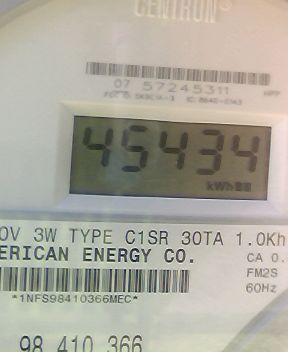 CENTRON®
07 57245311
45434
kWh
0V 3W TYPE C1SR 30TA 1.0Kh
ERICAN ENERGY CO. CA 0.
FM2S
*1NFS98410366MEC* 60Hz
98 410 366